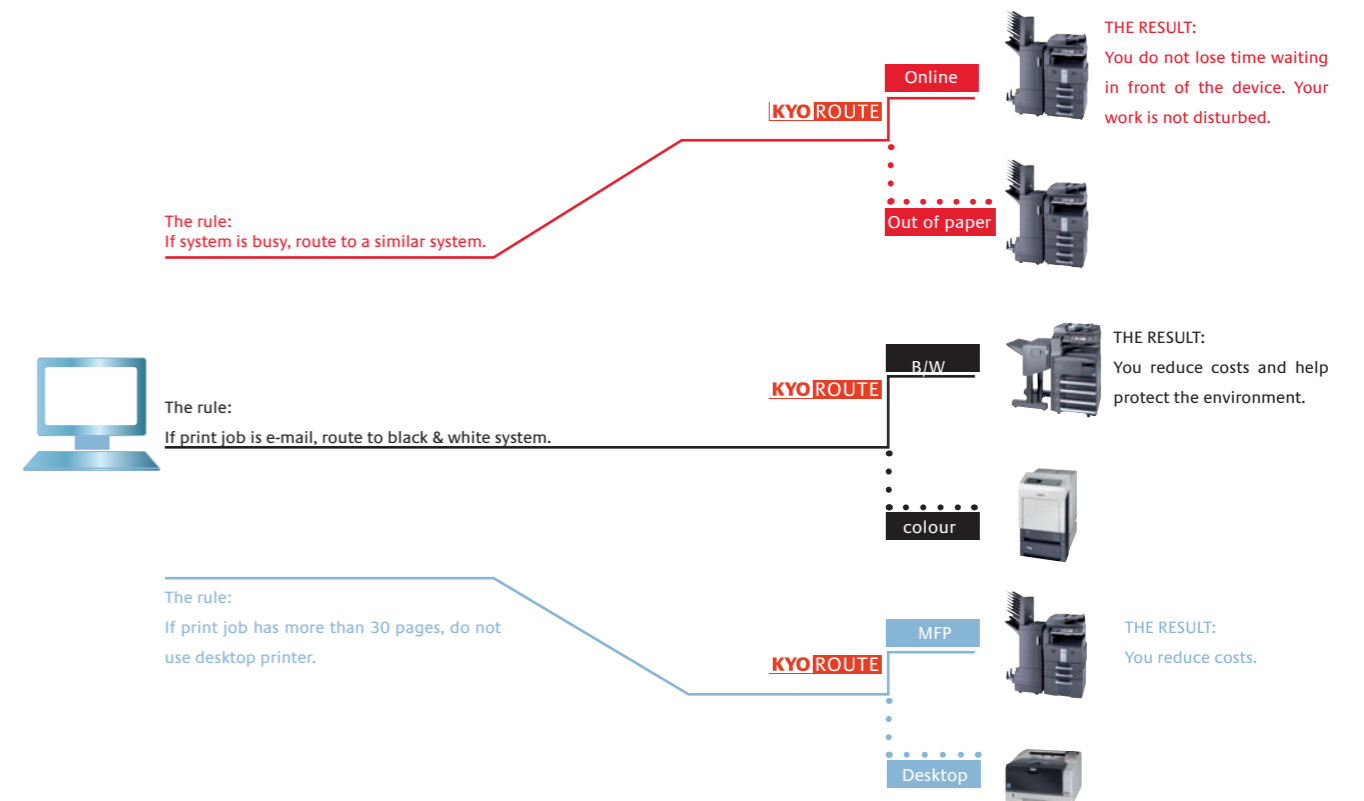 THE RESULT:
You do not lose time waiting
in front of the device. Your
work is not disturbed.
Online
KYO ROUTE
The rule:
If system is busy, route to a similar system.
Out of paper
THE RESULT:
You reduce costs and help
protect the environment.
B/W
KYO ROUTE
The rule:
If print job is e-mail, route to black & white system.
colour
The rule:
If print job has more than 30 pages, do not
use desktop printer.
MFP
KYO ROUTE
THE RESULT:
You reduce costs.
Desktop